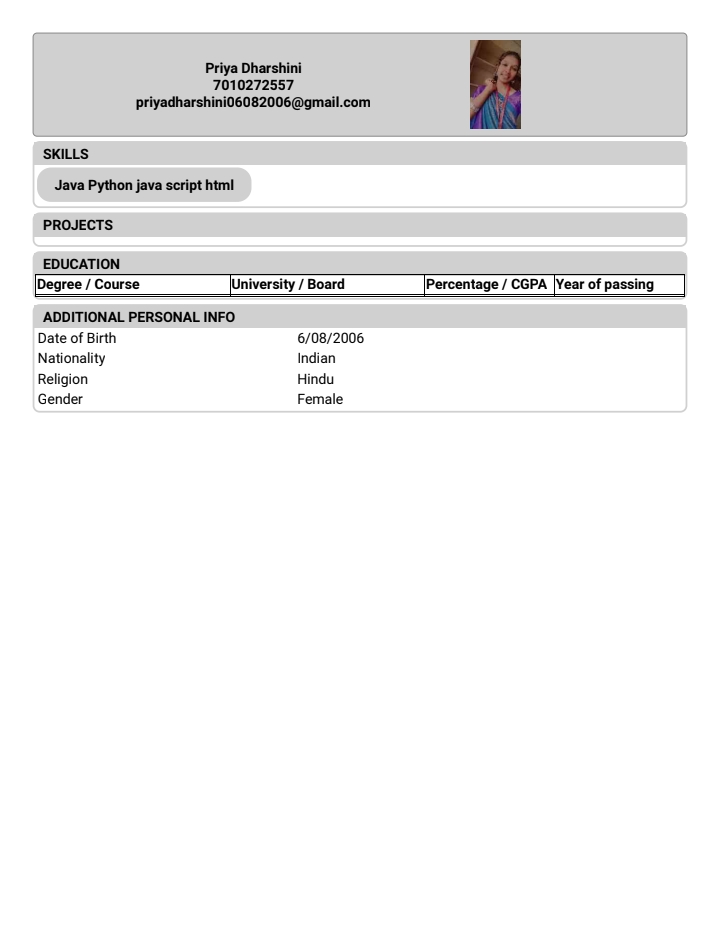 Priya Dharshini
7010272557
priyadharshini06082006@gmail.com
SKILLS
Java Python java script html
PROJECTS
EDUCATION
Degree / Course University / Board Percentage / CGPA Year of passing
ADDITIONAL PERSONAL INFO
Date of Birth 6/08/2006
Nationality Indian
Religion Hindu
Gender Female